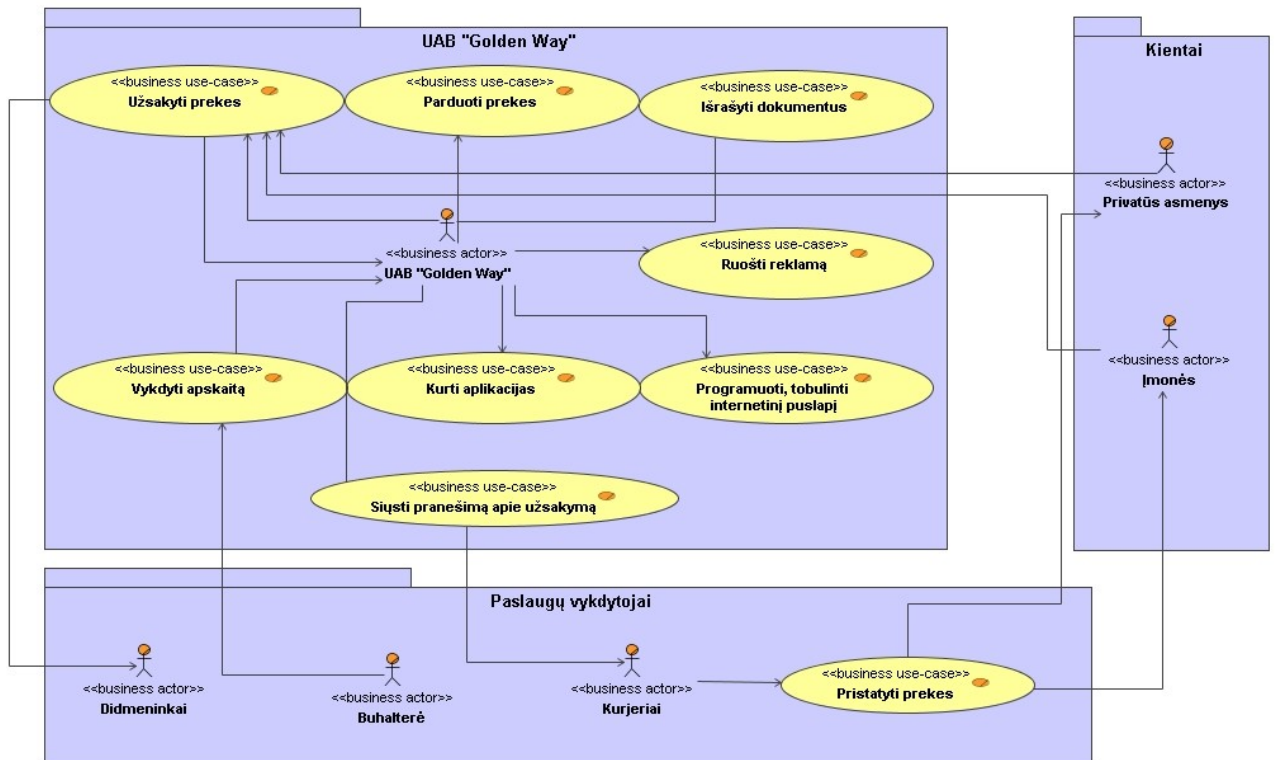 UAB "Golden Way"
Kientai
<<business use-case>>
Užsakyti prekes
<<business use-case>>
Parduoti prekes
<<business use-case>>
Išrašyti dokumentus
<<business actor>>
Privatūs asmenys
<<business actor>>
UAB "Golden Way"
<<business use-case>>
Ruošti reklamą
<<business actor>>
Įmonės
<<business use-case>>
Vykdyti apskaitą
<<business use-case>>
Kurti aplikacijas
<<business use-case>>
Programuoti, tobulinti
internetinį puslapį
<<business use-case>>
Siųsti pranešimą apie užsakymą
Paslaugų vykdytojai
<<business actor>>
Didmeninkai
<<business actor>>
Buhalterė
<<business actor>>
Kurjeriai
<<business use-case>>
Pristatyti prekes